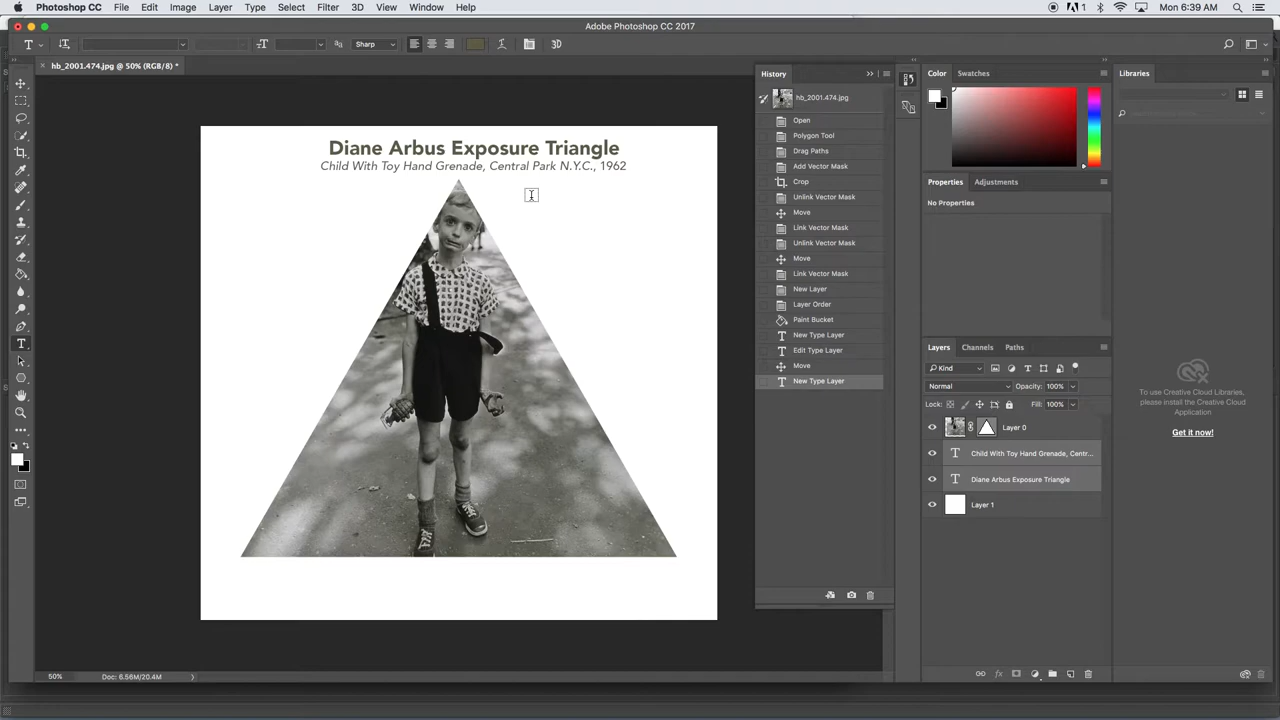 Photoshop CC File Edit Image Layer Type Select Filter 3D View Window Help 1 Mon 6:39 AM
Adobe Photoshop CC 2017
T T T aa Sharp 3D
× hb_2001.474.jpg @ 50% (RGB/8) *
History
hb_2001.474.jpg
Open
Polygon Tool
Drag Paths
Add Vector Mask
Crop
Unlink Vector Mask
Move
Link Vector Mask
Unlink Vector Mask
Move
Link Vector Mask
New Layer
Layer Order
Paint Bucket
New Type Layer
Edit Type Layer
Move
New Type Layer
Diane Arbus Exposure Triangle
Child With Toy Hand Grenade, Central Park N.Y.C., 1962
Color Swatches
Properties Adjustments
No Properties
Layers Channels Paths
Kind
Normal Opacity: 100%
Lock: Fill: 100%
Layer 0
Child With Toy Hand Grenade, Centr...
Diane Arbus Exposure Triangle
Layer 1
Libraries
To use Creative Cloud Libraries,
please install the Creative Cloud
Application
Get it now!
50% Doc: 6.56M/20.4M